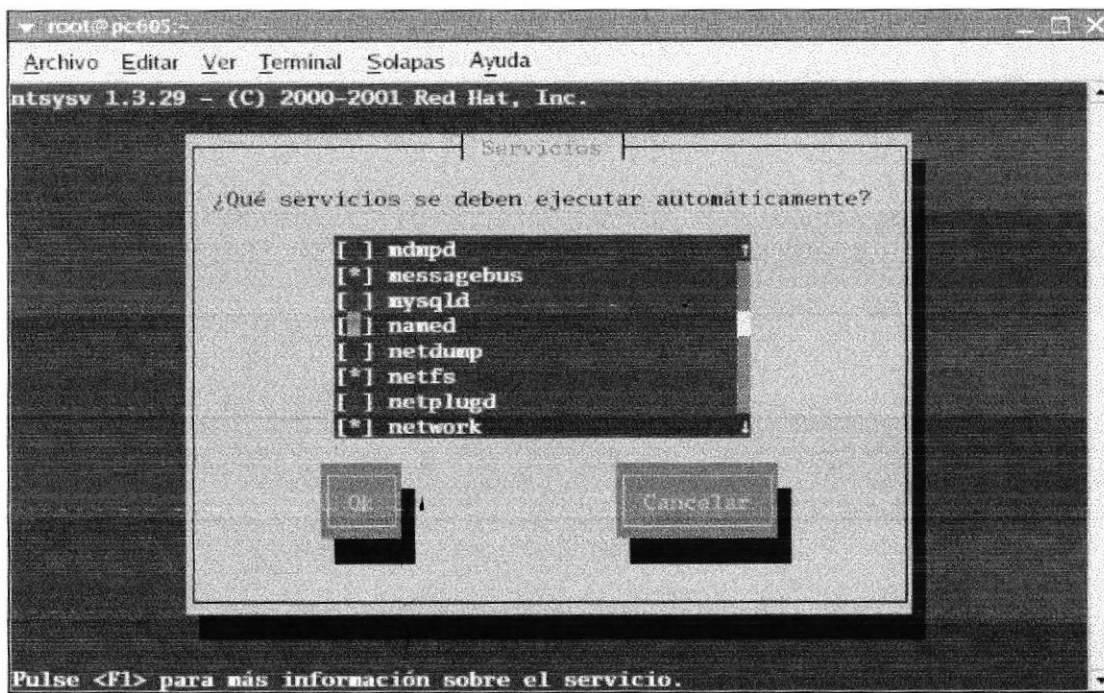 root@pc605:~
Archivo Editar Ver Terminal Solapas Ayuda
ntsysv 1.3.29 - (C) 2000-2001 Red Hat, Inc.
Servicios
¿Qué servicios se deben ejecutar automáticamente?
[ ] mdmpd
[*] messagebus
[ ] mysqld
[*] named
[ ] netdump
[*] netfs
[ ] netplugd
[*] network
Ok Cancelar
Pulse <F1> para más información sobre el servicio.